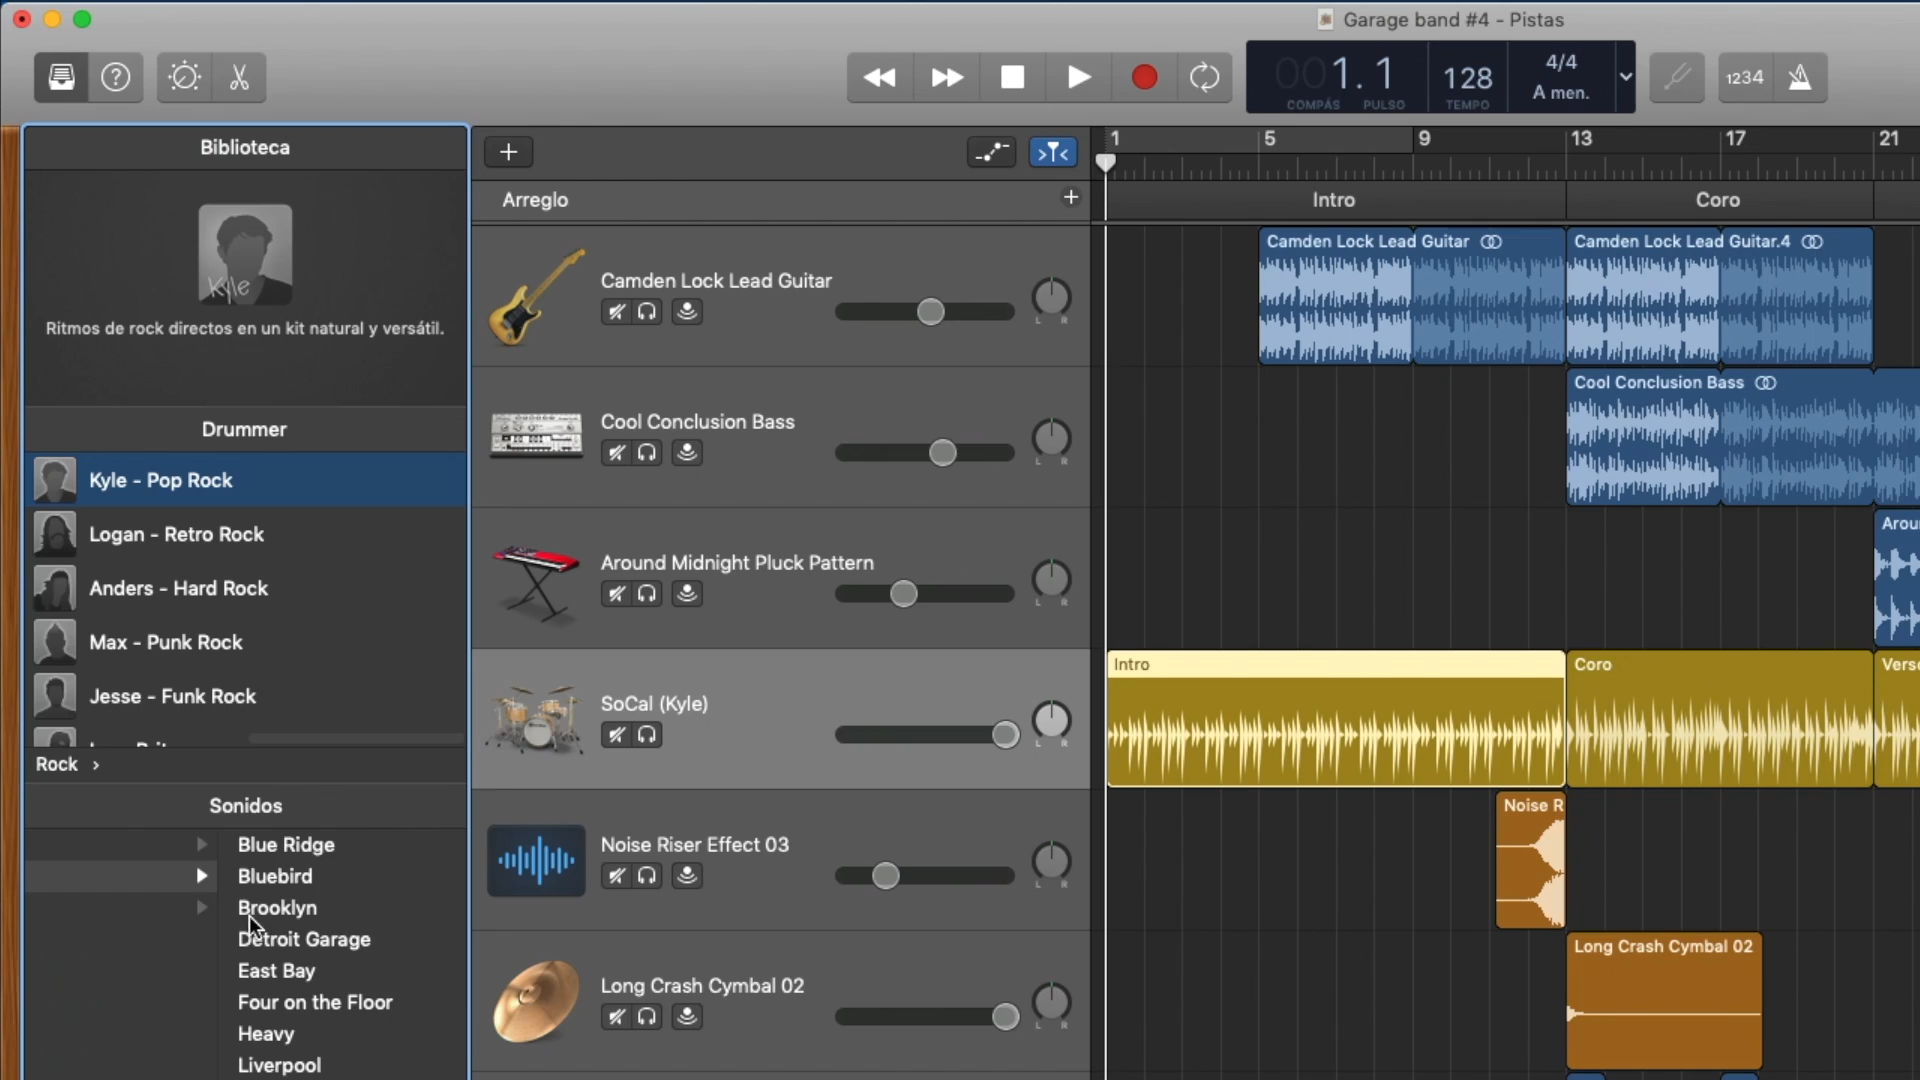 Garage band #4 - Pistas
001. 1
COMPÁS PULSO
128
TEMPO
4/4
A men.
1234
Biblioteca
Kyle
Ritmos de rock directos en un kit natural y versátil.
Drummer
Kyle - Pop Rock
Logan - Retro Rock
Anders - Hard Rock
Max - Punk Rock
Jesse - Funk Rock
Rock >
Sonidos
Blue Ridge
Bluebird
Brooklyn
Detroit Garage
East Bay
Four on the Floor
Heavy
Liverpool
Arreglo
Camden Lock Lead Guitar
L R
Cool Conclusion Bass
L R
Around Midnight Pluck Pattern
L R
SoCal (Kyle)
L R
Noise Riser Effect 03
L R
Long Crash Cymbal 02
L R
1 5 9 13 17 21
Intro Coro
Camden Lock Lead Guitar
Camden Lock Lead Guitar.4
Cool Conclusion Bass
Arou
Intro
Coro
Verso
Noise R
Long Crash Cymbal 02